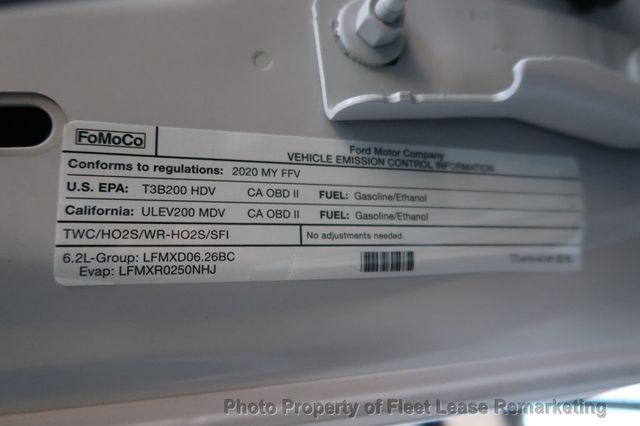 FoMoCo
Ford Motor Company
VEHICLE EMISSION CONTROL INFORMATION
Conforms to regulations: 2020 MY FFV
U.S. EPA: T3B200 HDV CA OBD II FUEL: Gasoline/Ethanol
California: ULEV200 MDV CA OBD II FUEL: Gasoline/Ethanol
TWC/HO2S/WR-HO2S/SFI No adjustments needed.
6.2L-Group: LFMXD06.26BC
Evap: LFMXR0250NHJ
Photo Property of Fleet Lease Remarketing